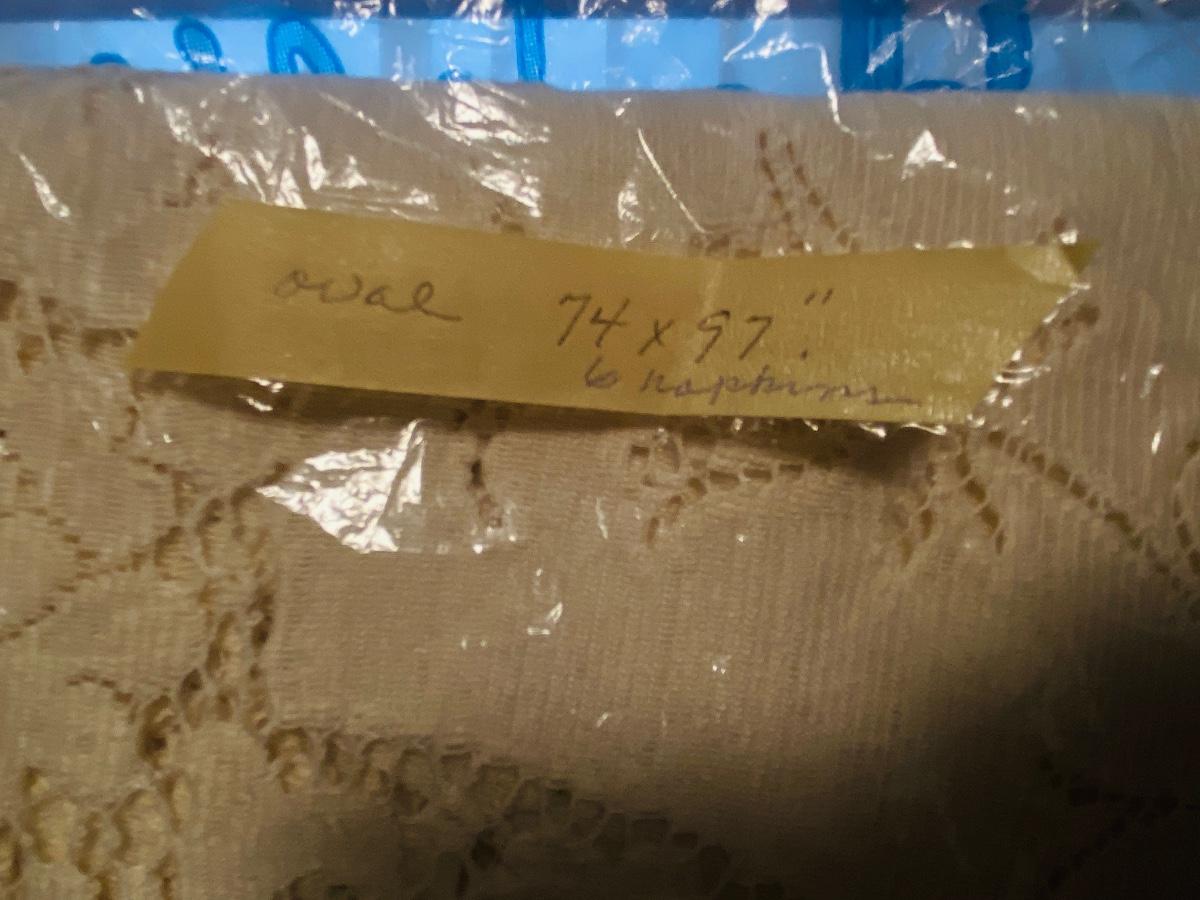 oval 74 x 97."
6 napkins